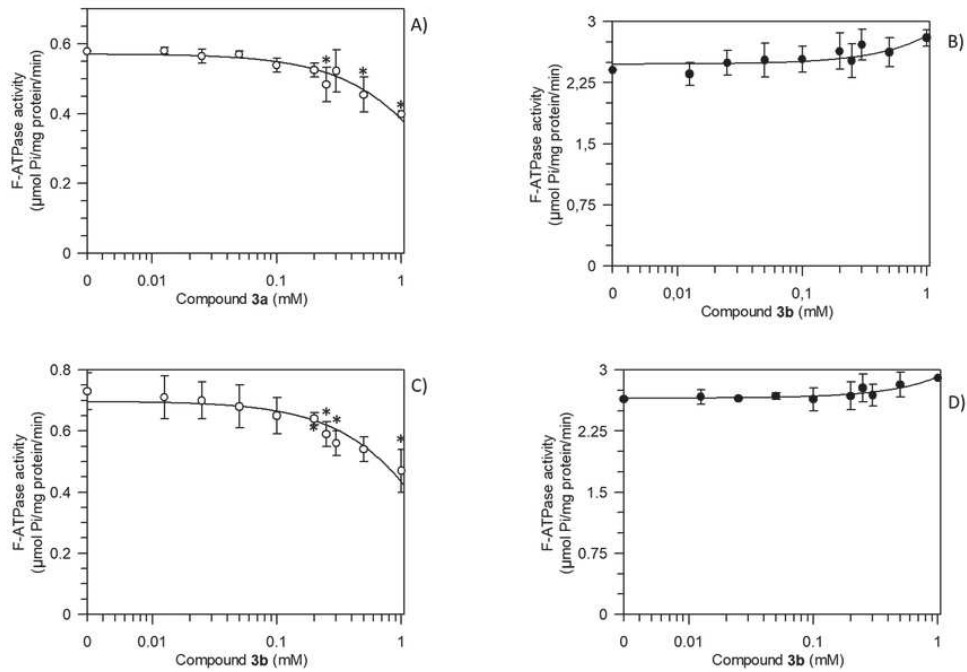 A)
F-ATPase activity
(µmol Pi/mg protein/min)
0.6
0.4
0.2
0
* * *
0 0.01 0.1 1
Compound 3a (mM)
B)
F-ATPase activity
(µmol Pi/mg protein/min)
3
2,25
1,5
0,75
0
0 0,01 0,1 1
Compound 3b (mM)
C)
F-ATPase activity
(µmol Pi/mg protein/min)
0.8
0.6
0.4
0.2
0
* * * *
0 0.01 0.1 1
Compound 3b (mM)
D)
F-ATPase activity
(µmol Pi/mg protein/min)
3
2.25
1.5
0.75
0
0 0.01 0.1 1
Compound 3b (mM)